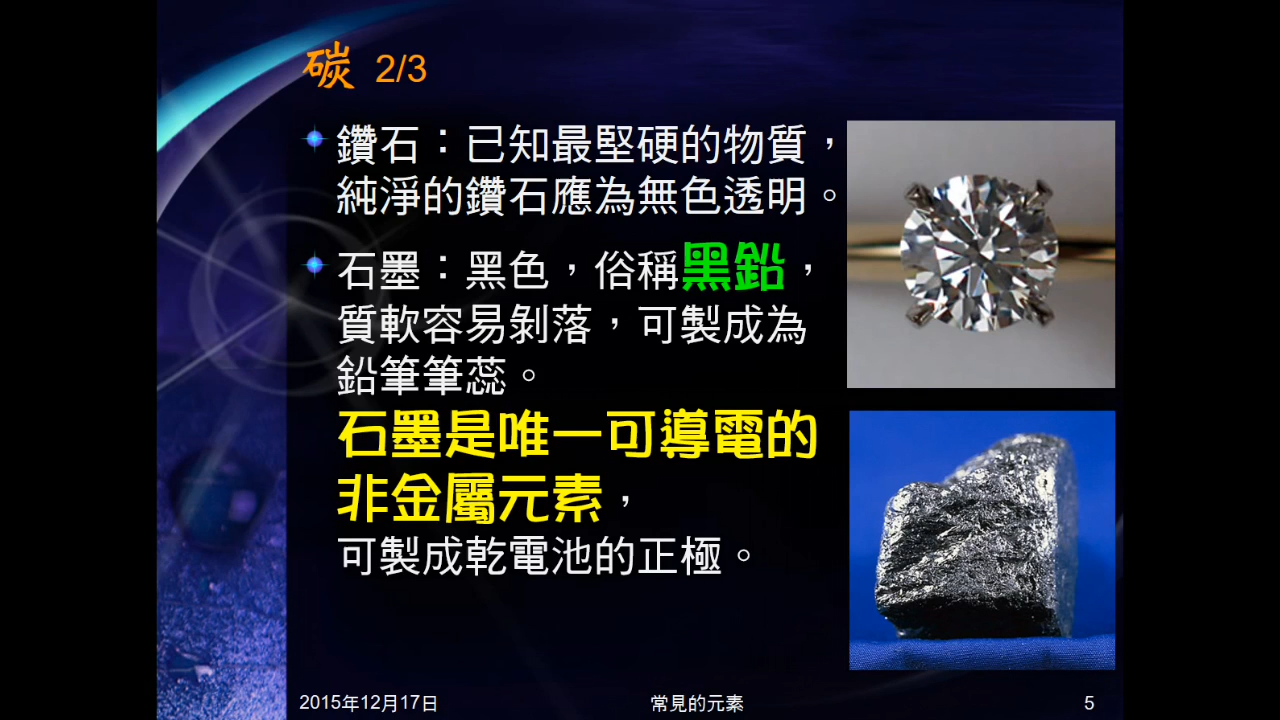 碳 2/3
鑽石：已知最堅硬的物質，
純淨的鑽石應為無色透明。
石墨：黑色，俗稱黑鉛，
質軟容易剝落，可製成為
鉛筆筆蕊。
石墨是唯一可導電的
非金屬元素，
可製成乾電池的正極。
2015年12月17日
常見的元素
5